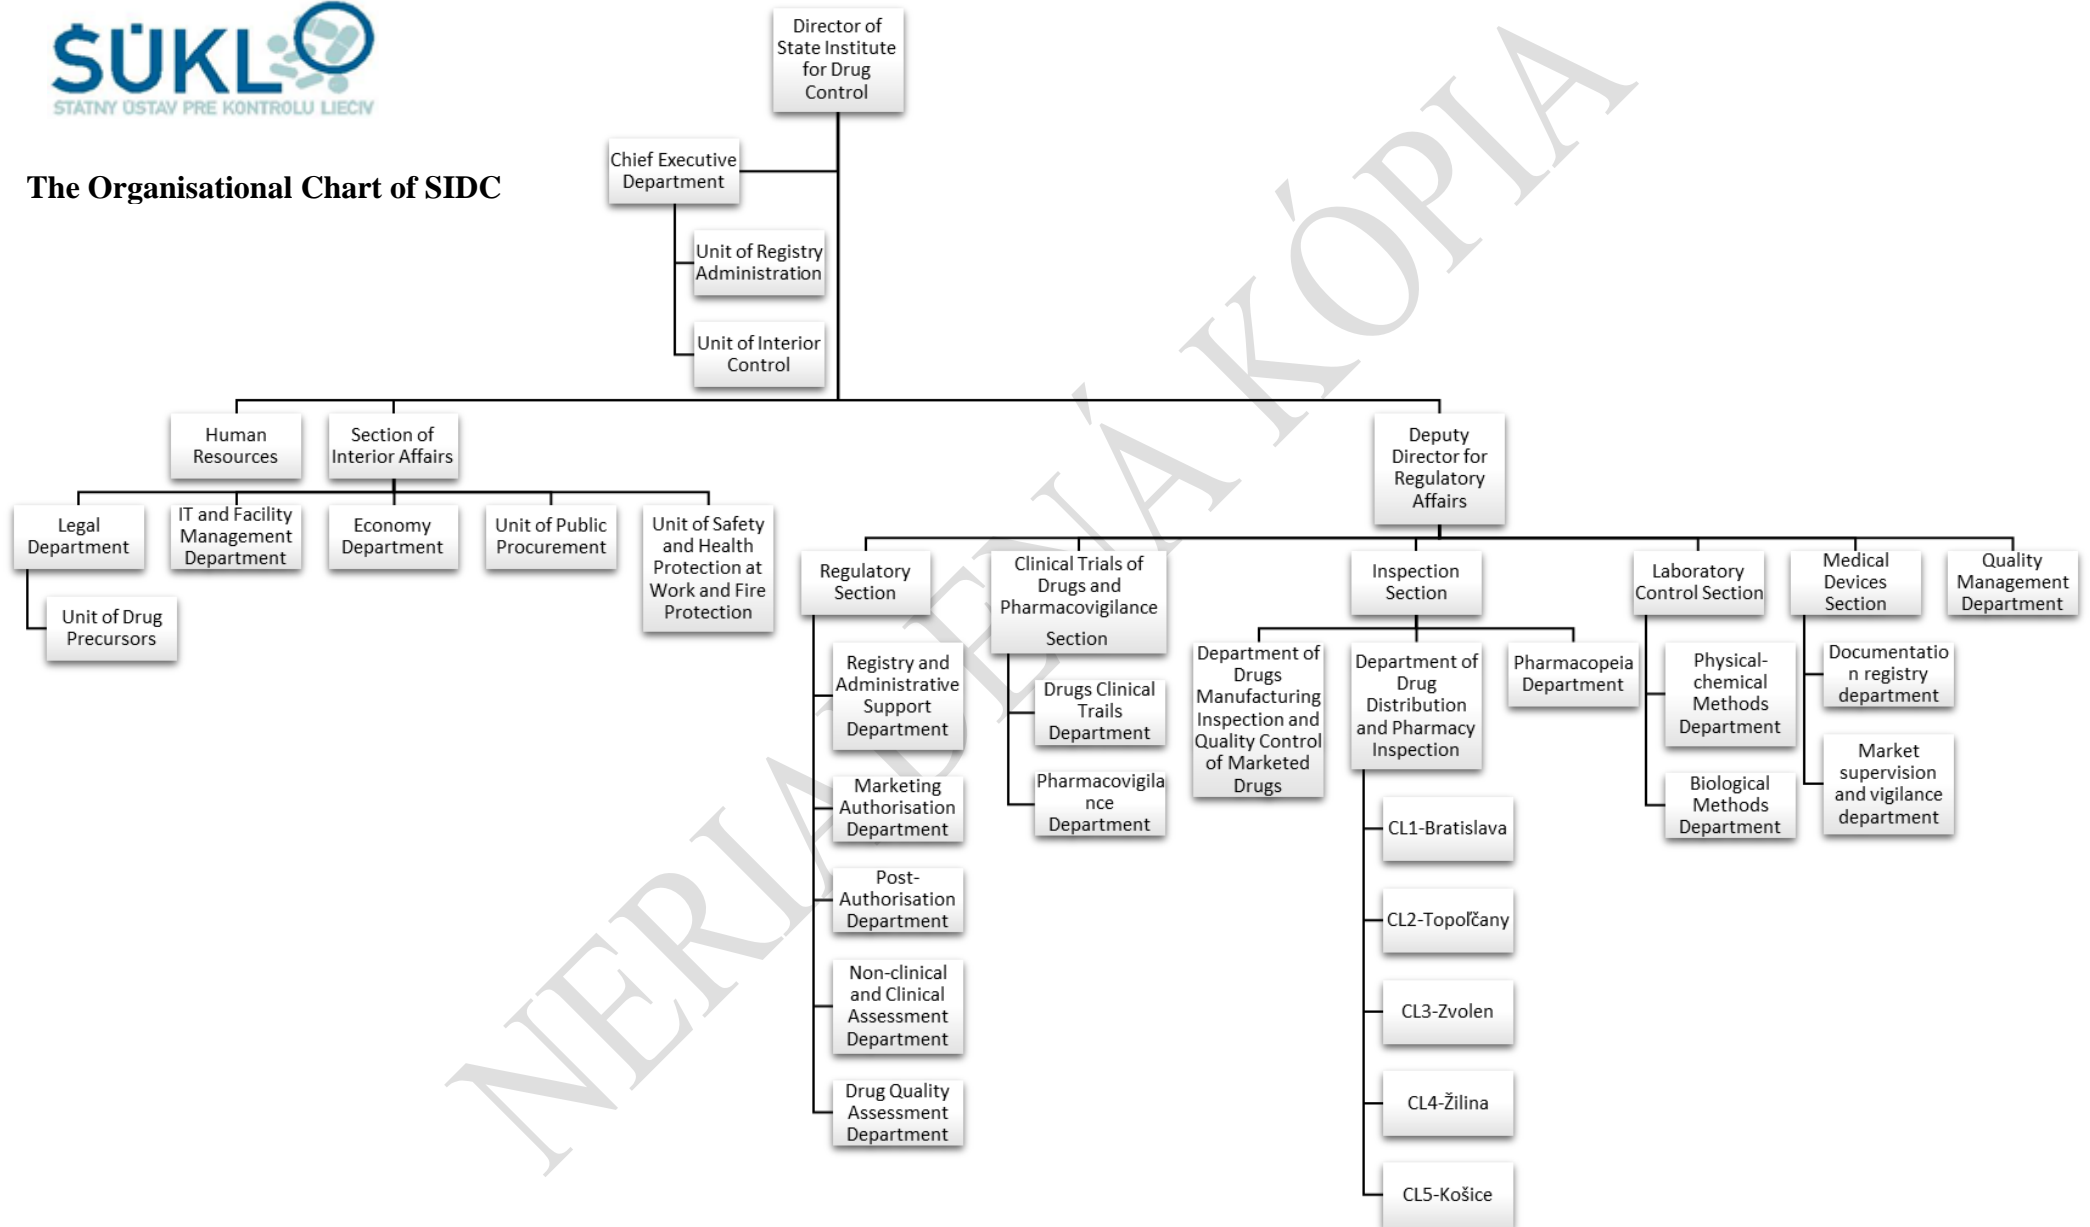 ŠÚKL
ŠTÁTNY ÚSTAV PRE KONTROLU LIEČIV
The Organisational Chart of SIDC
Director of
State Institute
for Drug
Control
Chief Executive
Department
Unit of Registry
Administration
Unit of Interior
Control
Human
Resources
Section of
Interior Affairs
Deputy
Director for
Regulatory
Affairs
Legal
Department
IT and Facility
Management
Department
Economy
Department
Unit of Public
Procurement
Unit of Safety
and Health
Protection at
Work and Fire
Protection
Unit of Drug
Precursors
Regulatory
Section
Clinical Trials of
Drugs and
Pharmacovigilance
Section
Inspection
Section
Laboratory
Control Section
Medical
Devices
Section
Quality
Management
Department
Registry and
Administrative
Support
Department
Marketing
Authorisation
Department
Post-
Authorisation
Department
Non-clinical
and Clinical
Assessment
Department
Drug Quality
Assessment
Department
Drugs Clinical
Trails
Department
Pharmacovigila
nce
Department
Department of
Drugs
Manufacturing
Inspection and
Quality Control
of Marketed
Drugs
Department of
Drug
Distribution
and Pharmacy
Inspection
Pharmacopeia
Department
CL1-Bratislava
CL2-Topoľčany
CL3-Zvolen
CL4-Žilina
CL5-Košice
Physical-
chemical
Methods
Department
Biological
Methods
Department
Documentatio
n registry
department
Market
supervision
and vigilance
department
NERIADENÁ KÓPIA